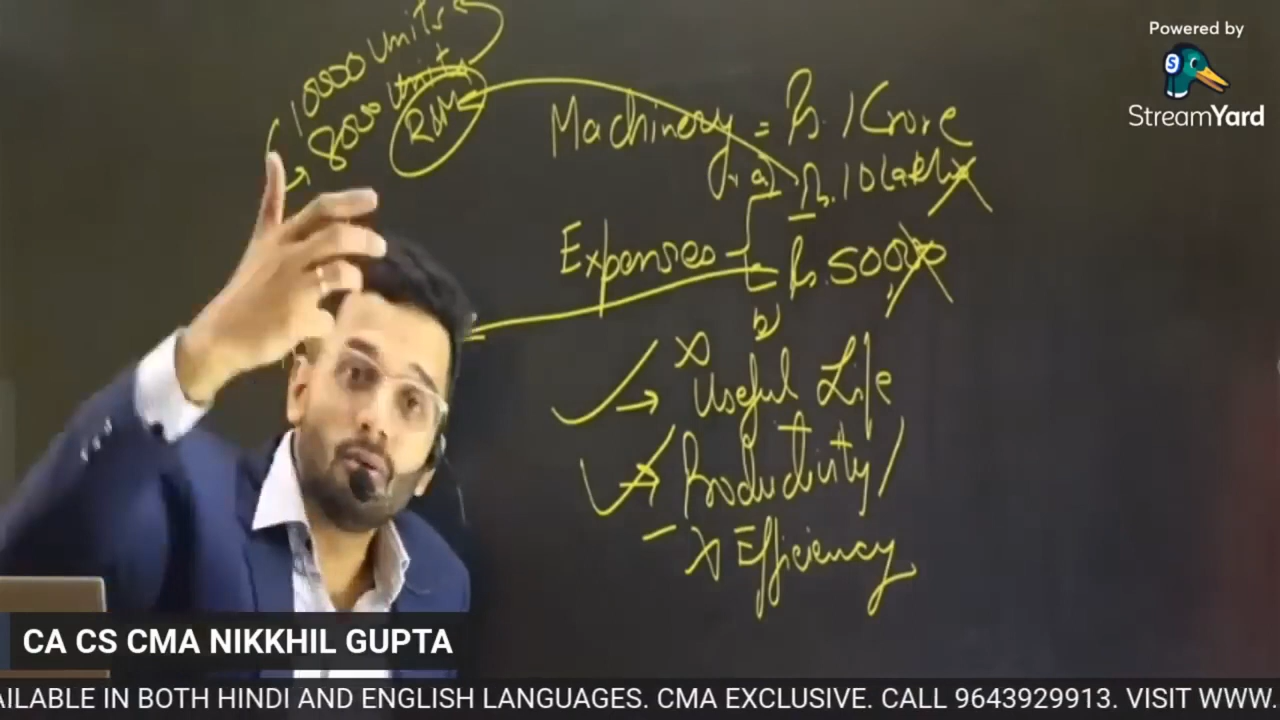 Powered by
StreamYard
10000 Units
8000 Units
R&M
Machinery = Rs. 1 Crore
a) Rs. 10 Lakhs
Expenses
Rs. 5000
b)
Useful Life
Productivity/
Efficiency
CA CS CMA NIKKHIL GUPTA
AILABLE IN BOTH HINDI AND ENGLISH LANGUAGES. CMA EXCLUSIVE. CALL 9643929913. VISIT WWW.